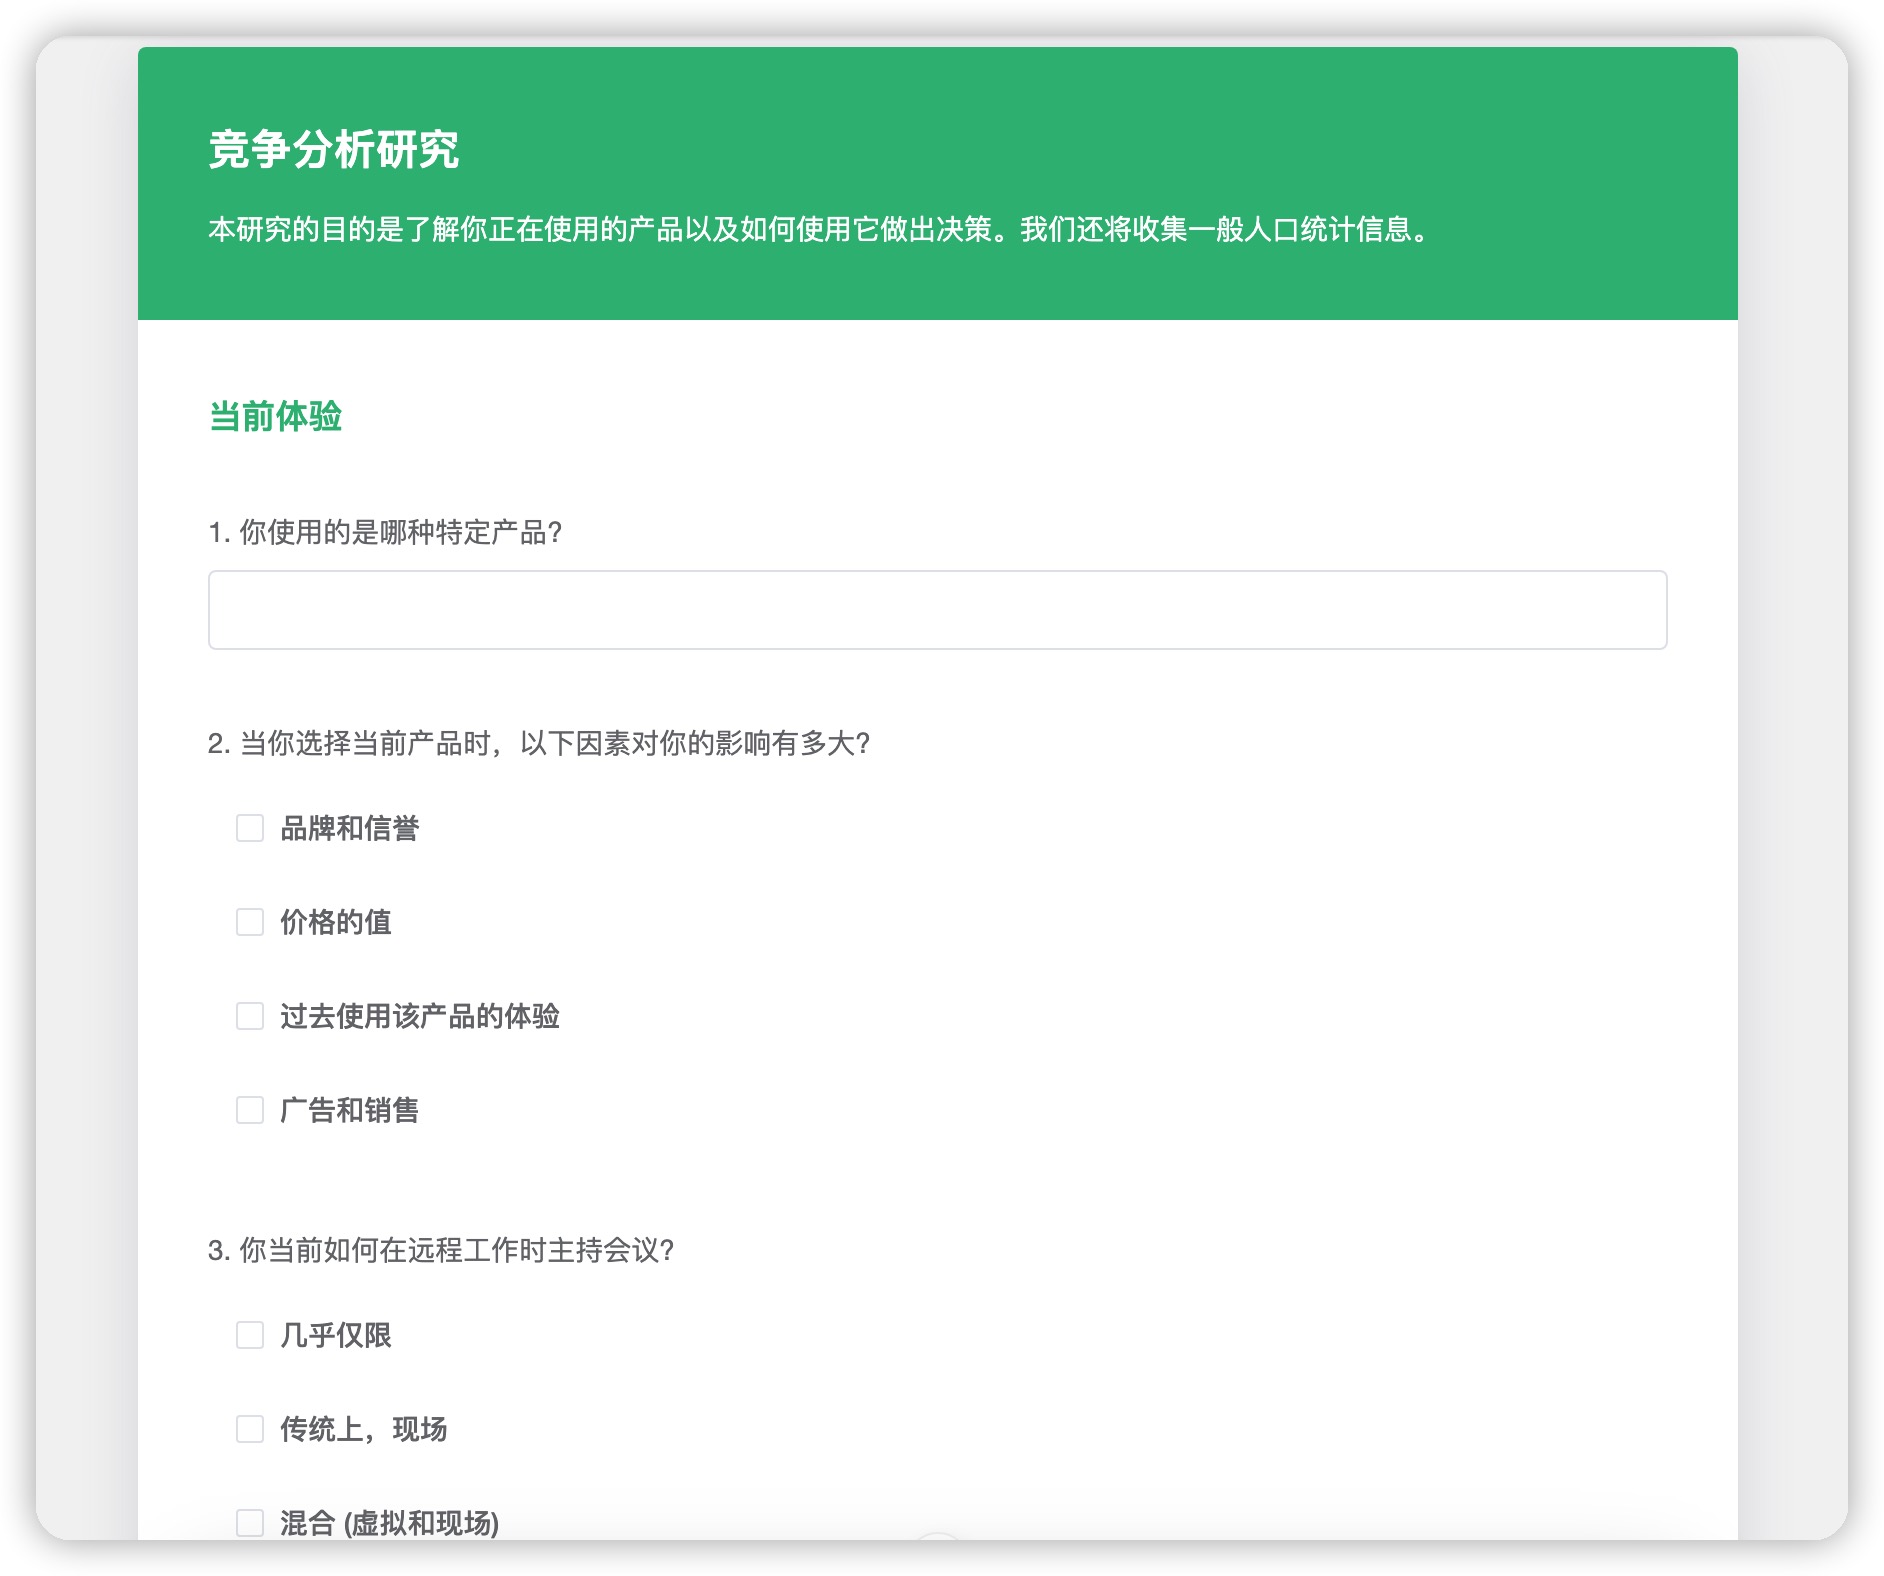 竞争分析研究
本研究的目的是了解你正在使用的产品以及如何使用它做出决策。我们还将收集一般人口统计信息。
当前体验
1. 你使用的是哪种特定产品?
2. 当你选择当前产品时，以下因素对你的影响有多大?
品牌和信誉
价格的值
过去使用该产品的体验
广告和销售
3. 你当前如何在远程工作时主持会议?
几乎仅限
传统上，现场
混合 (虚拟和现场)